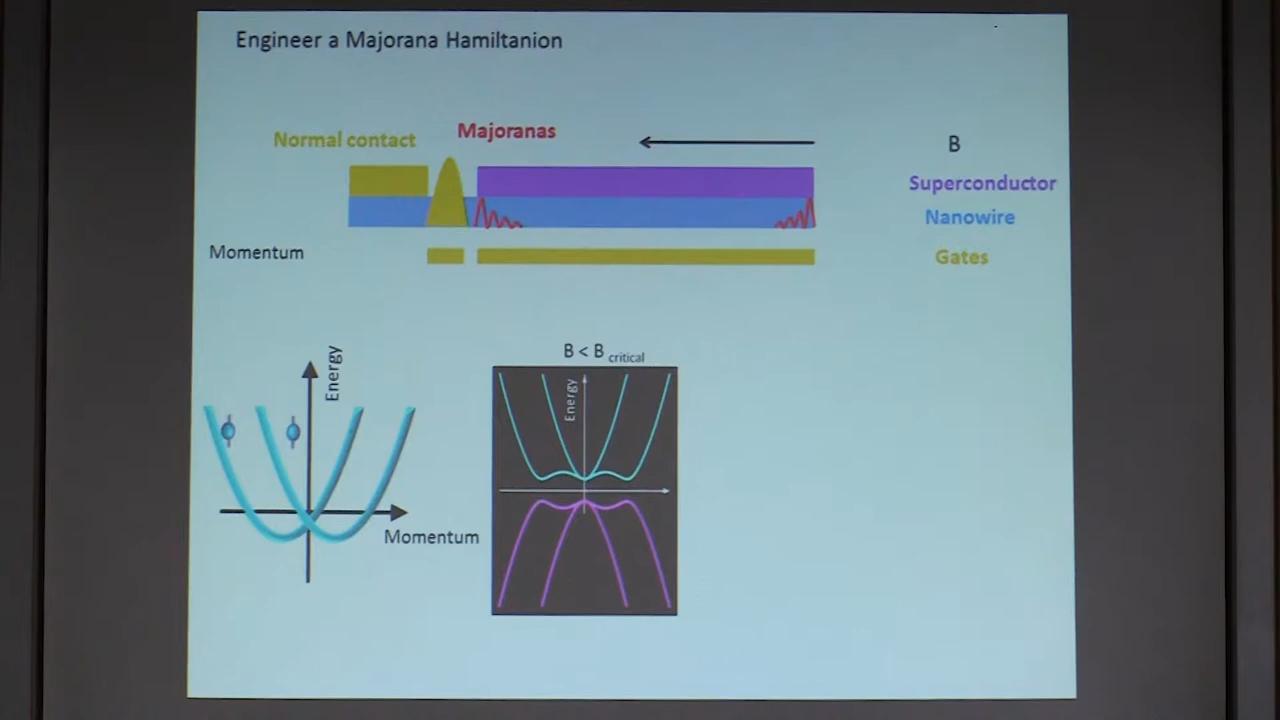 Engineer a Majorana Hamiltanion
Normal contact
Majoranas
B
Superconductor
Nanowire
Momentum
Gates
Energy
Momentum
B < B critical
Energy